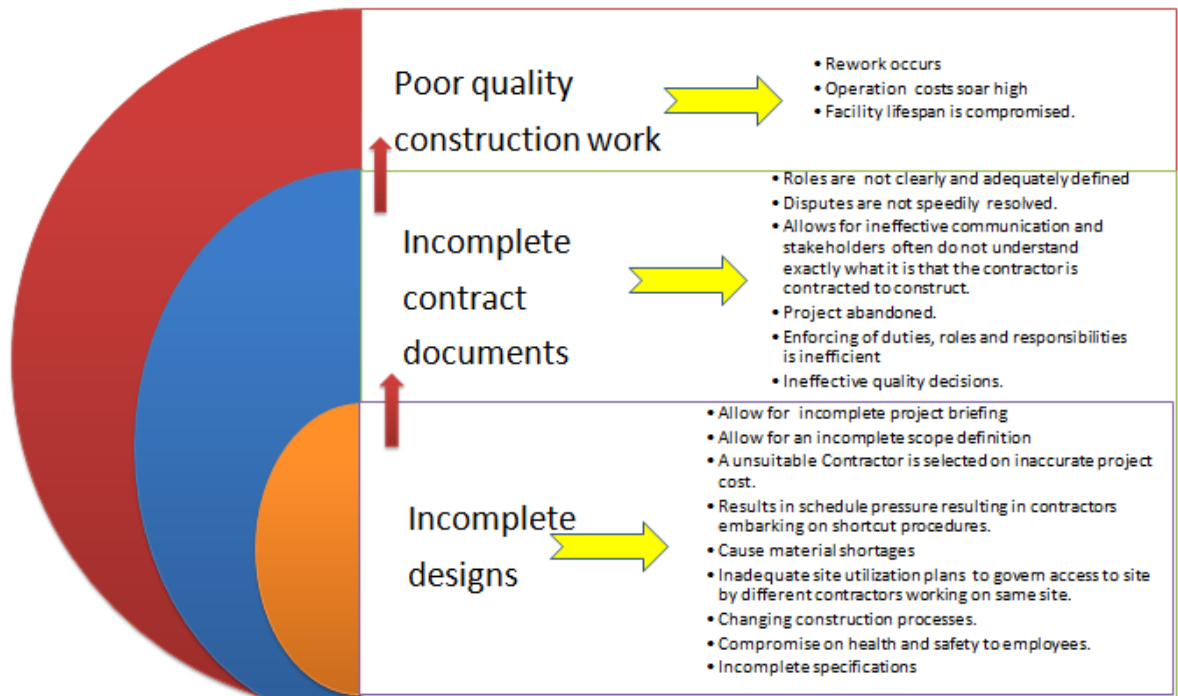 Poor quality
construction work
• Rework occurs
• Operation costs soar high
• Facility lifespan is compromised.
Incomplete
contract
documents
• Roles are not clearly and adequately defined
• Disputes are not speedily resolved.
• Allows for ineffective communication and
stakeholders often do not understand
exactly what it is that the contractor is
contracted to construct.
• Project abandoned.
• Enforcing of duties, roles and responsibilities
is inefficient
• Ineffective quality decisions.
Incomplete
designs
• Allow for incomplete project briefing
• Allow for an incomplete scope definition
• A unsuitable Contractor is selected on inaccurate project
cost.
• Results in schedule pressure resulting in contractors
embarking on shortcut procedures.
• Cause material shortages
• Inadequate site utilization plans to govern access to site
by different contractors working on same site.
• Changing construction processes.
• Compromise on health and safety to employees.
• Incomplete specifications